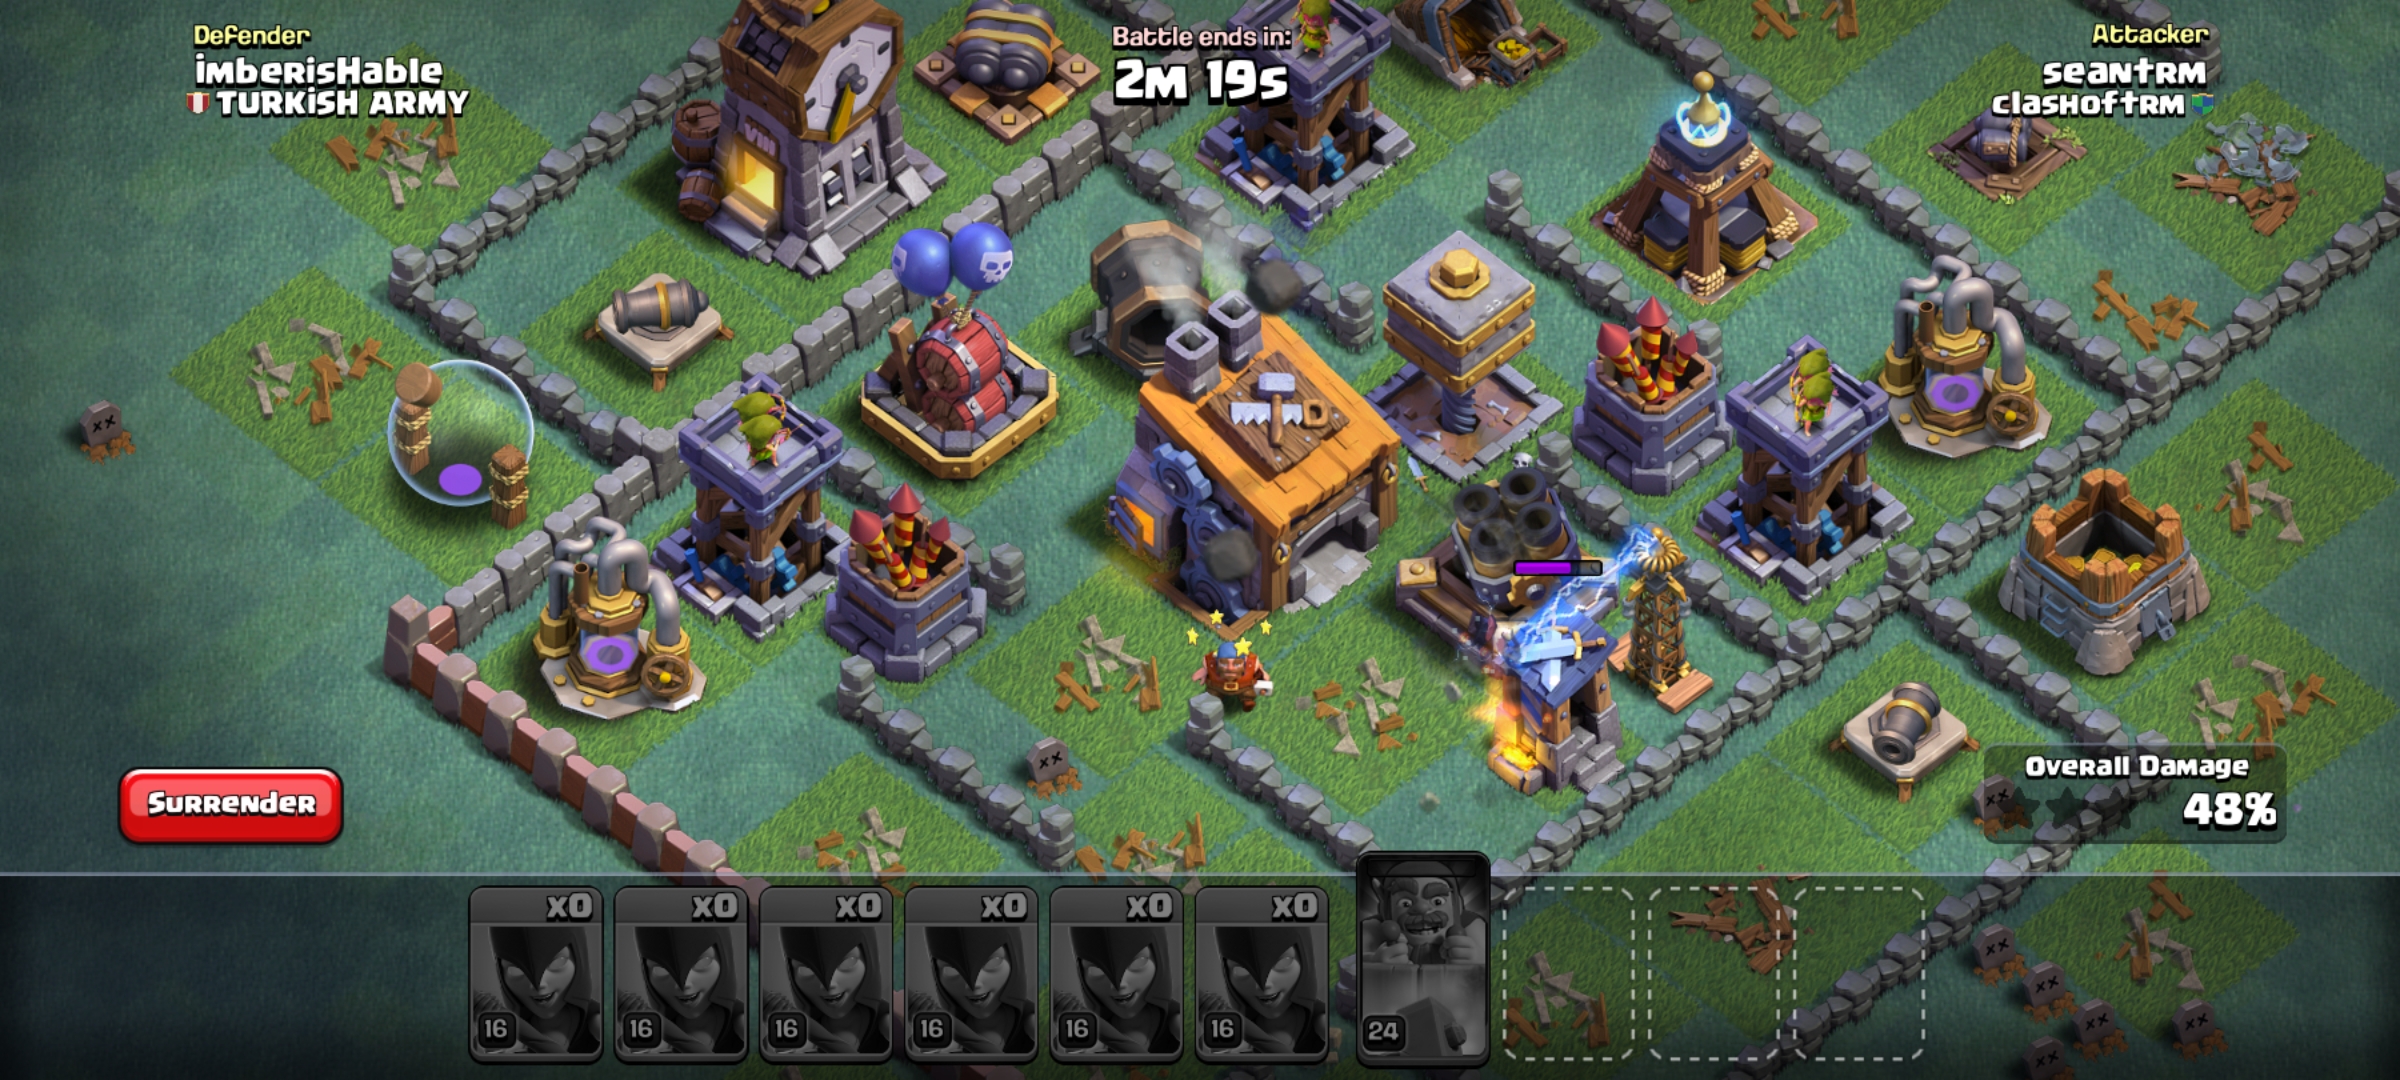 Defender
imBerisHable
TURKiSH ARMY
Battle ends in:
2M 19s
Attacker
seantRM
clasHoftRM
VIII
Surrender
Overall Damage
48%
x0
x0
x0
x0
x0
x0
16
16
16
16
16
16
24